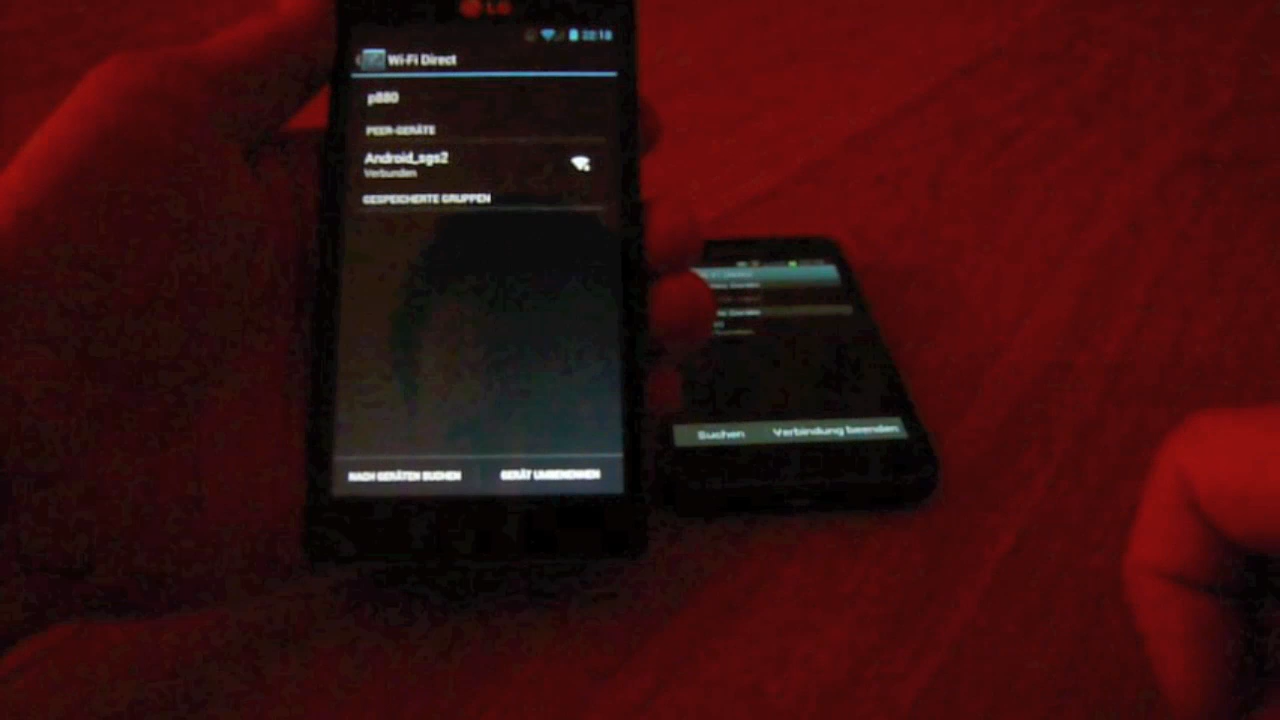 LG
22:18
Wi-Fi Direct
p880
PEER-GERÄTE
Android_sgs2
Verbunden
GESPEICHERTE GRUPPEN
NACH GERÄTEN SUCHEN
GERÄT UMBENENNEN
Suchen
Verbindung beenden